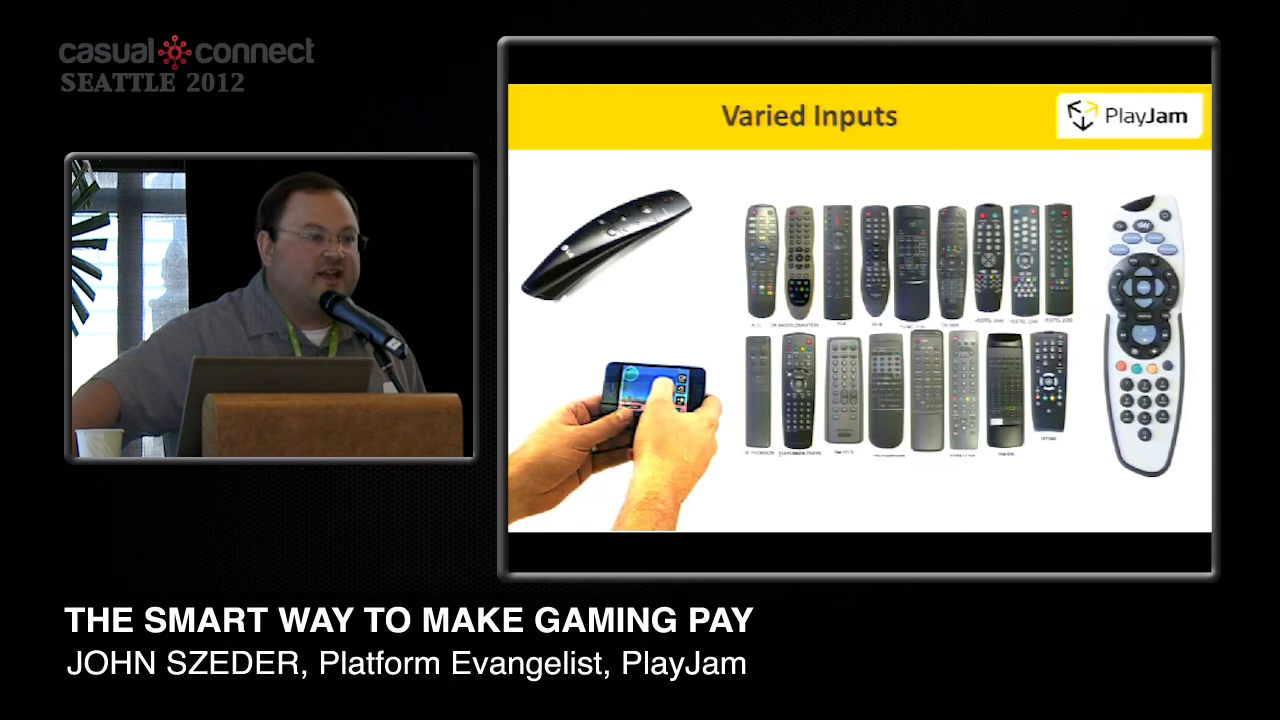 casual connect
SEATTLE 2012
Varied Inputs
PlayJam
sky
THE SMART WAY TO MAKE GAMING PAY
JOHN SZEDER, Platform Evangelist, PlayJam